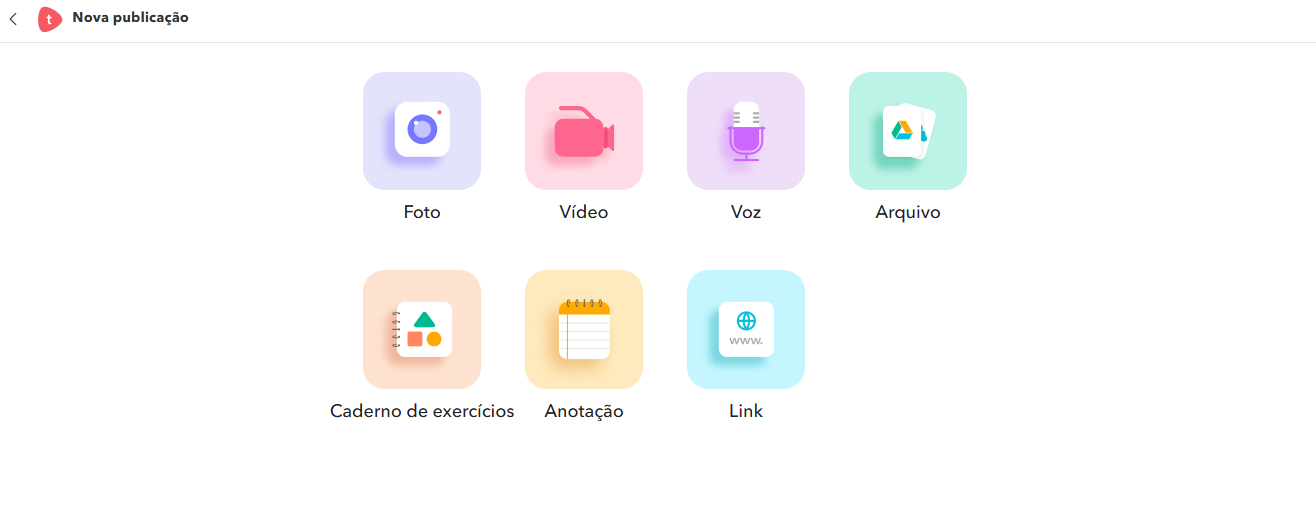 t
Nova publicação
Foto
Vídeo
Voz
Arquivo
www.
Caderno de exercícios
Anotação
Link